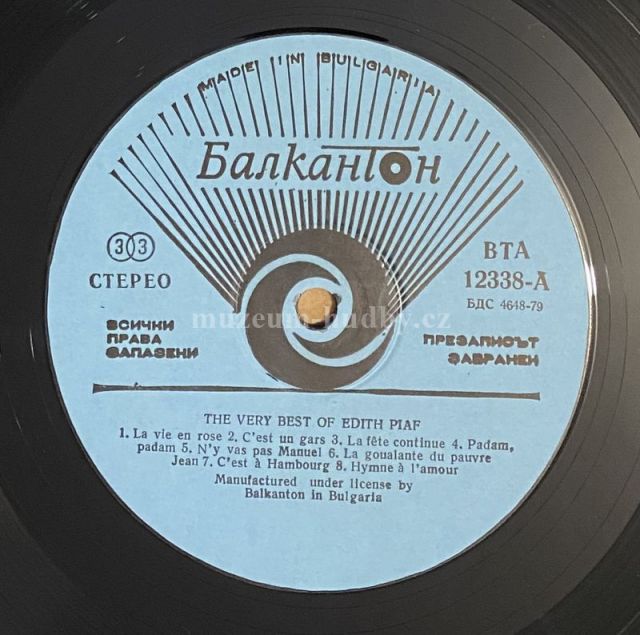 MADE IN BULGARIA
Балкантон
33
СТЕРЕО
ВСИЧКИ
ПРАВА
ЗАПАЗЕНИ
ВТА
12338-А
БДС 4648-79
ПРЕЗАПИСЪТ
ЗАБРАНЕН
muzeum-hudby.cz
THE VERY BEST OF EDITH PIAF
1. La vie en rose 2. C'est un gars 3. La fête continue 4. Padam,
padam 5. N'y vas pas Manuel 6. La goualante du pauvre
Jean 7. C'est à Hambourg 8. Hymne à l'amour
Manufactured under license by
Balkanton in Bulgaria